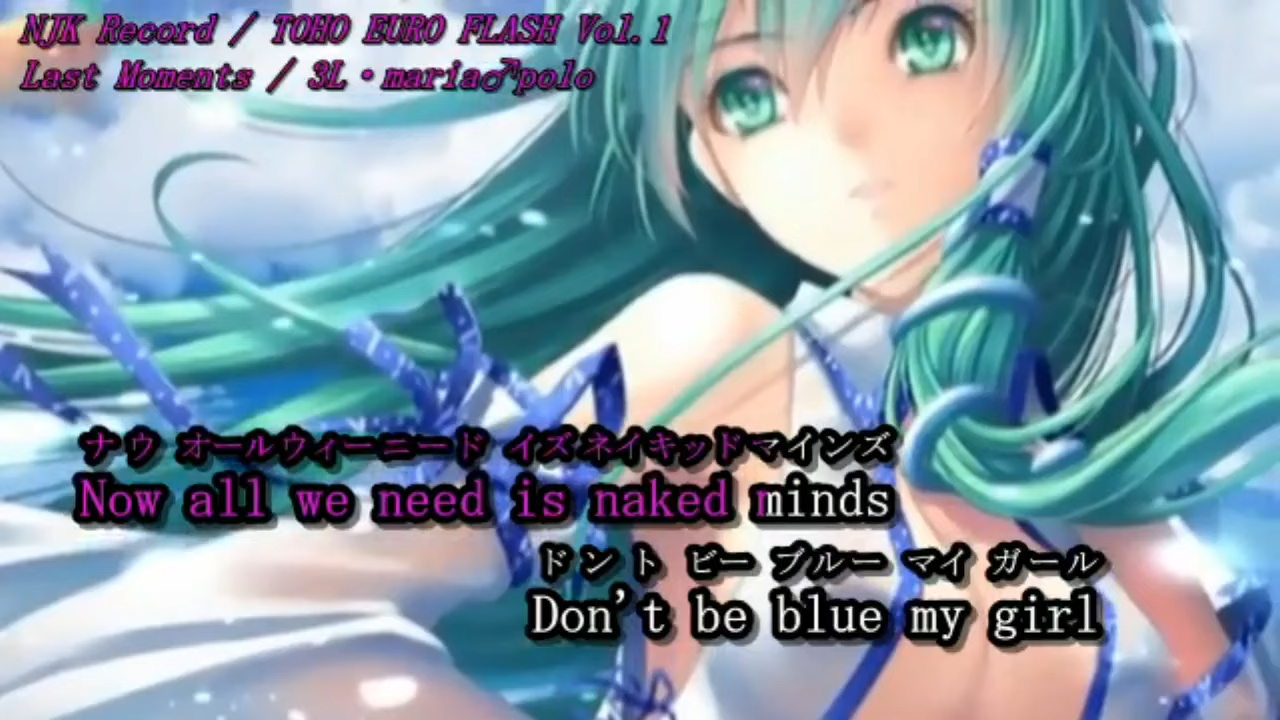 NJK Record / TOHO EURO FLASH Vol.1
Last Moments / 3L・maria♂polo
ナウ オールウィーニード イズネイキッドマインズ
Now all we need is naked minds
ドント ビー ブルー マイ ガール
Don't be blue my girl